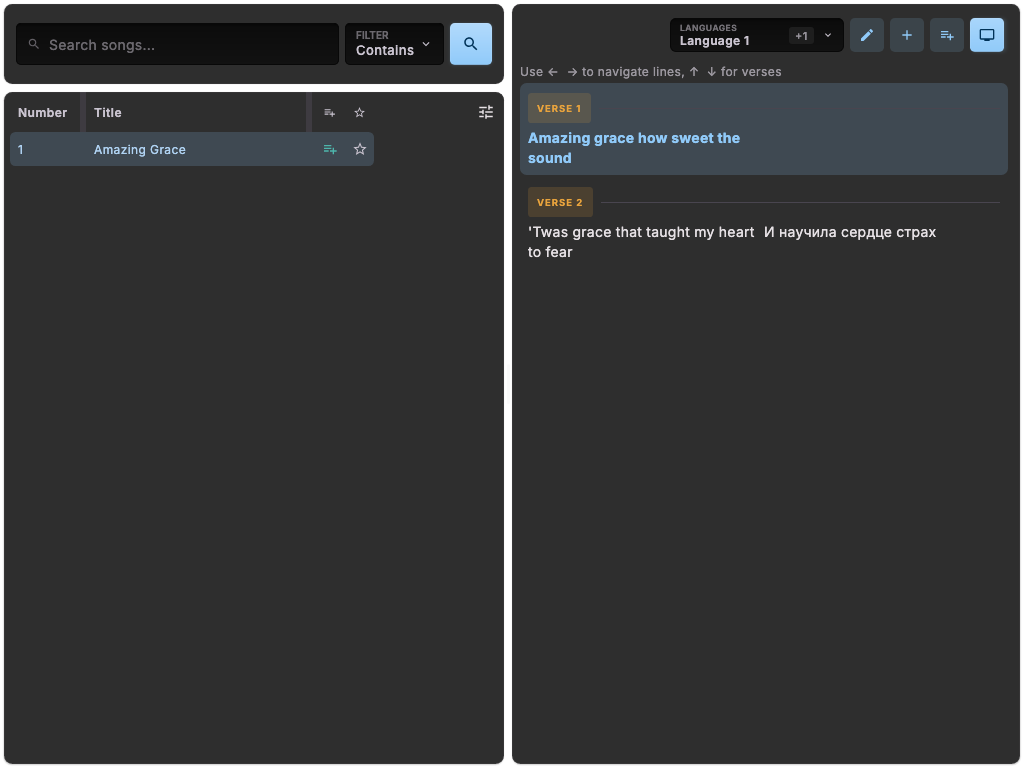 Search songs...
FILTER
Contains
Number Title
1 Amazing Grace
LANGUAGES
Language 1 +1
Use ← → to navigate lines, ↑ ↓ for verses
VERSE 1
Amazing grace how sweet the
sound
VERSE 2
'Twas grace that taught my heart И научила сердце страх
to fear